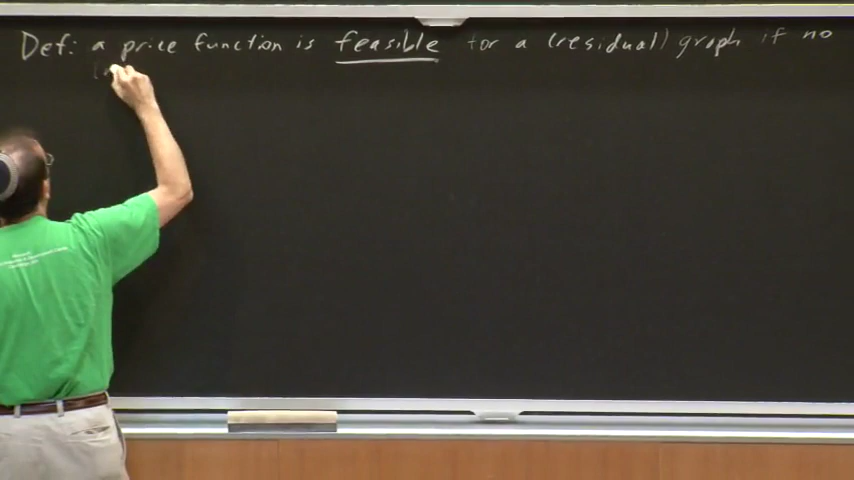 Def: a price function is feasible for a (residual) graph if no